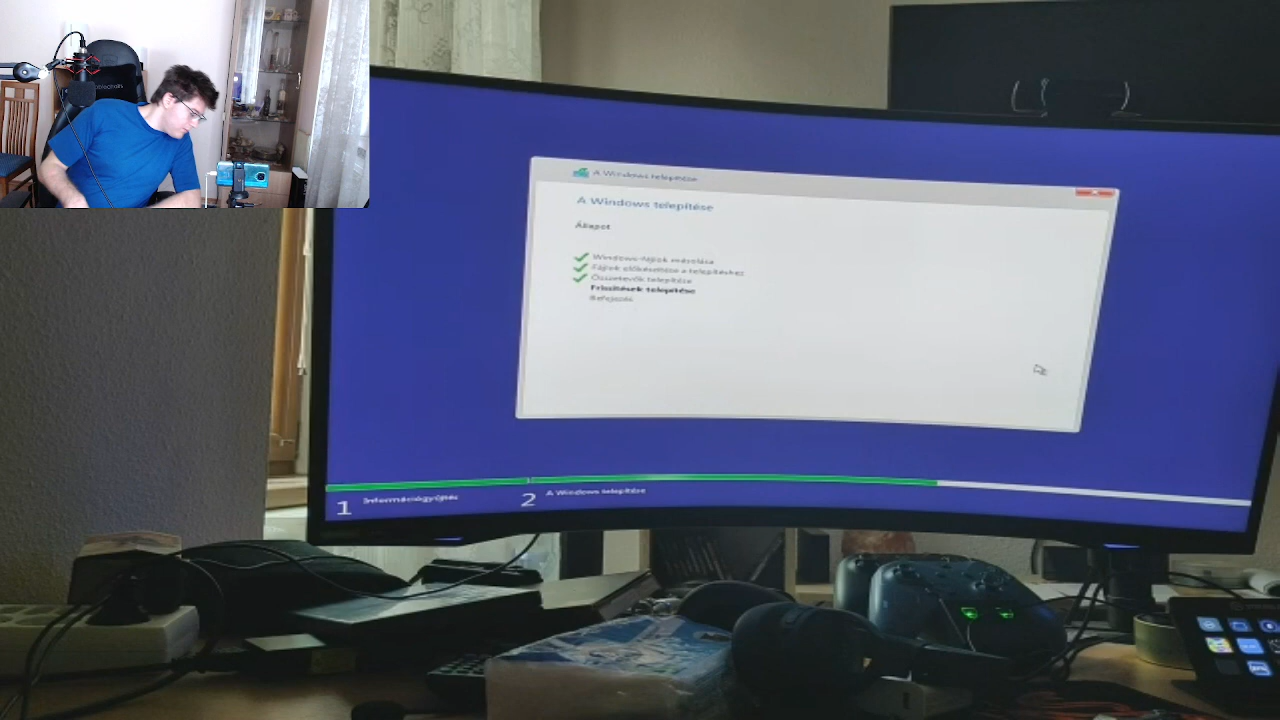 A Windows telepítése
A Windows telepítése
Állapot
Windows-fájlok másolása
Fájlok előkészítése a telepítéshez
Összetevők telepítése
Frissítések telepítése
Befejezés
1 Információgyűjtés
2 A Windows telepítése